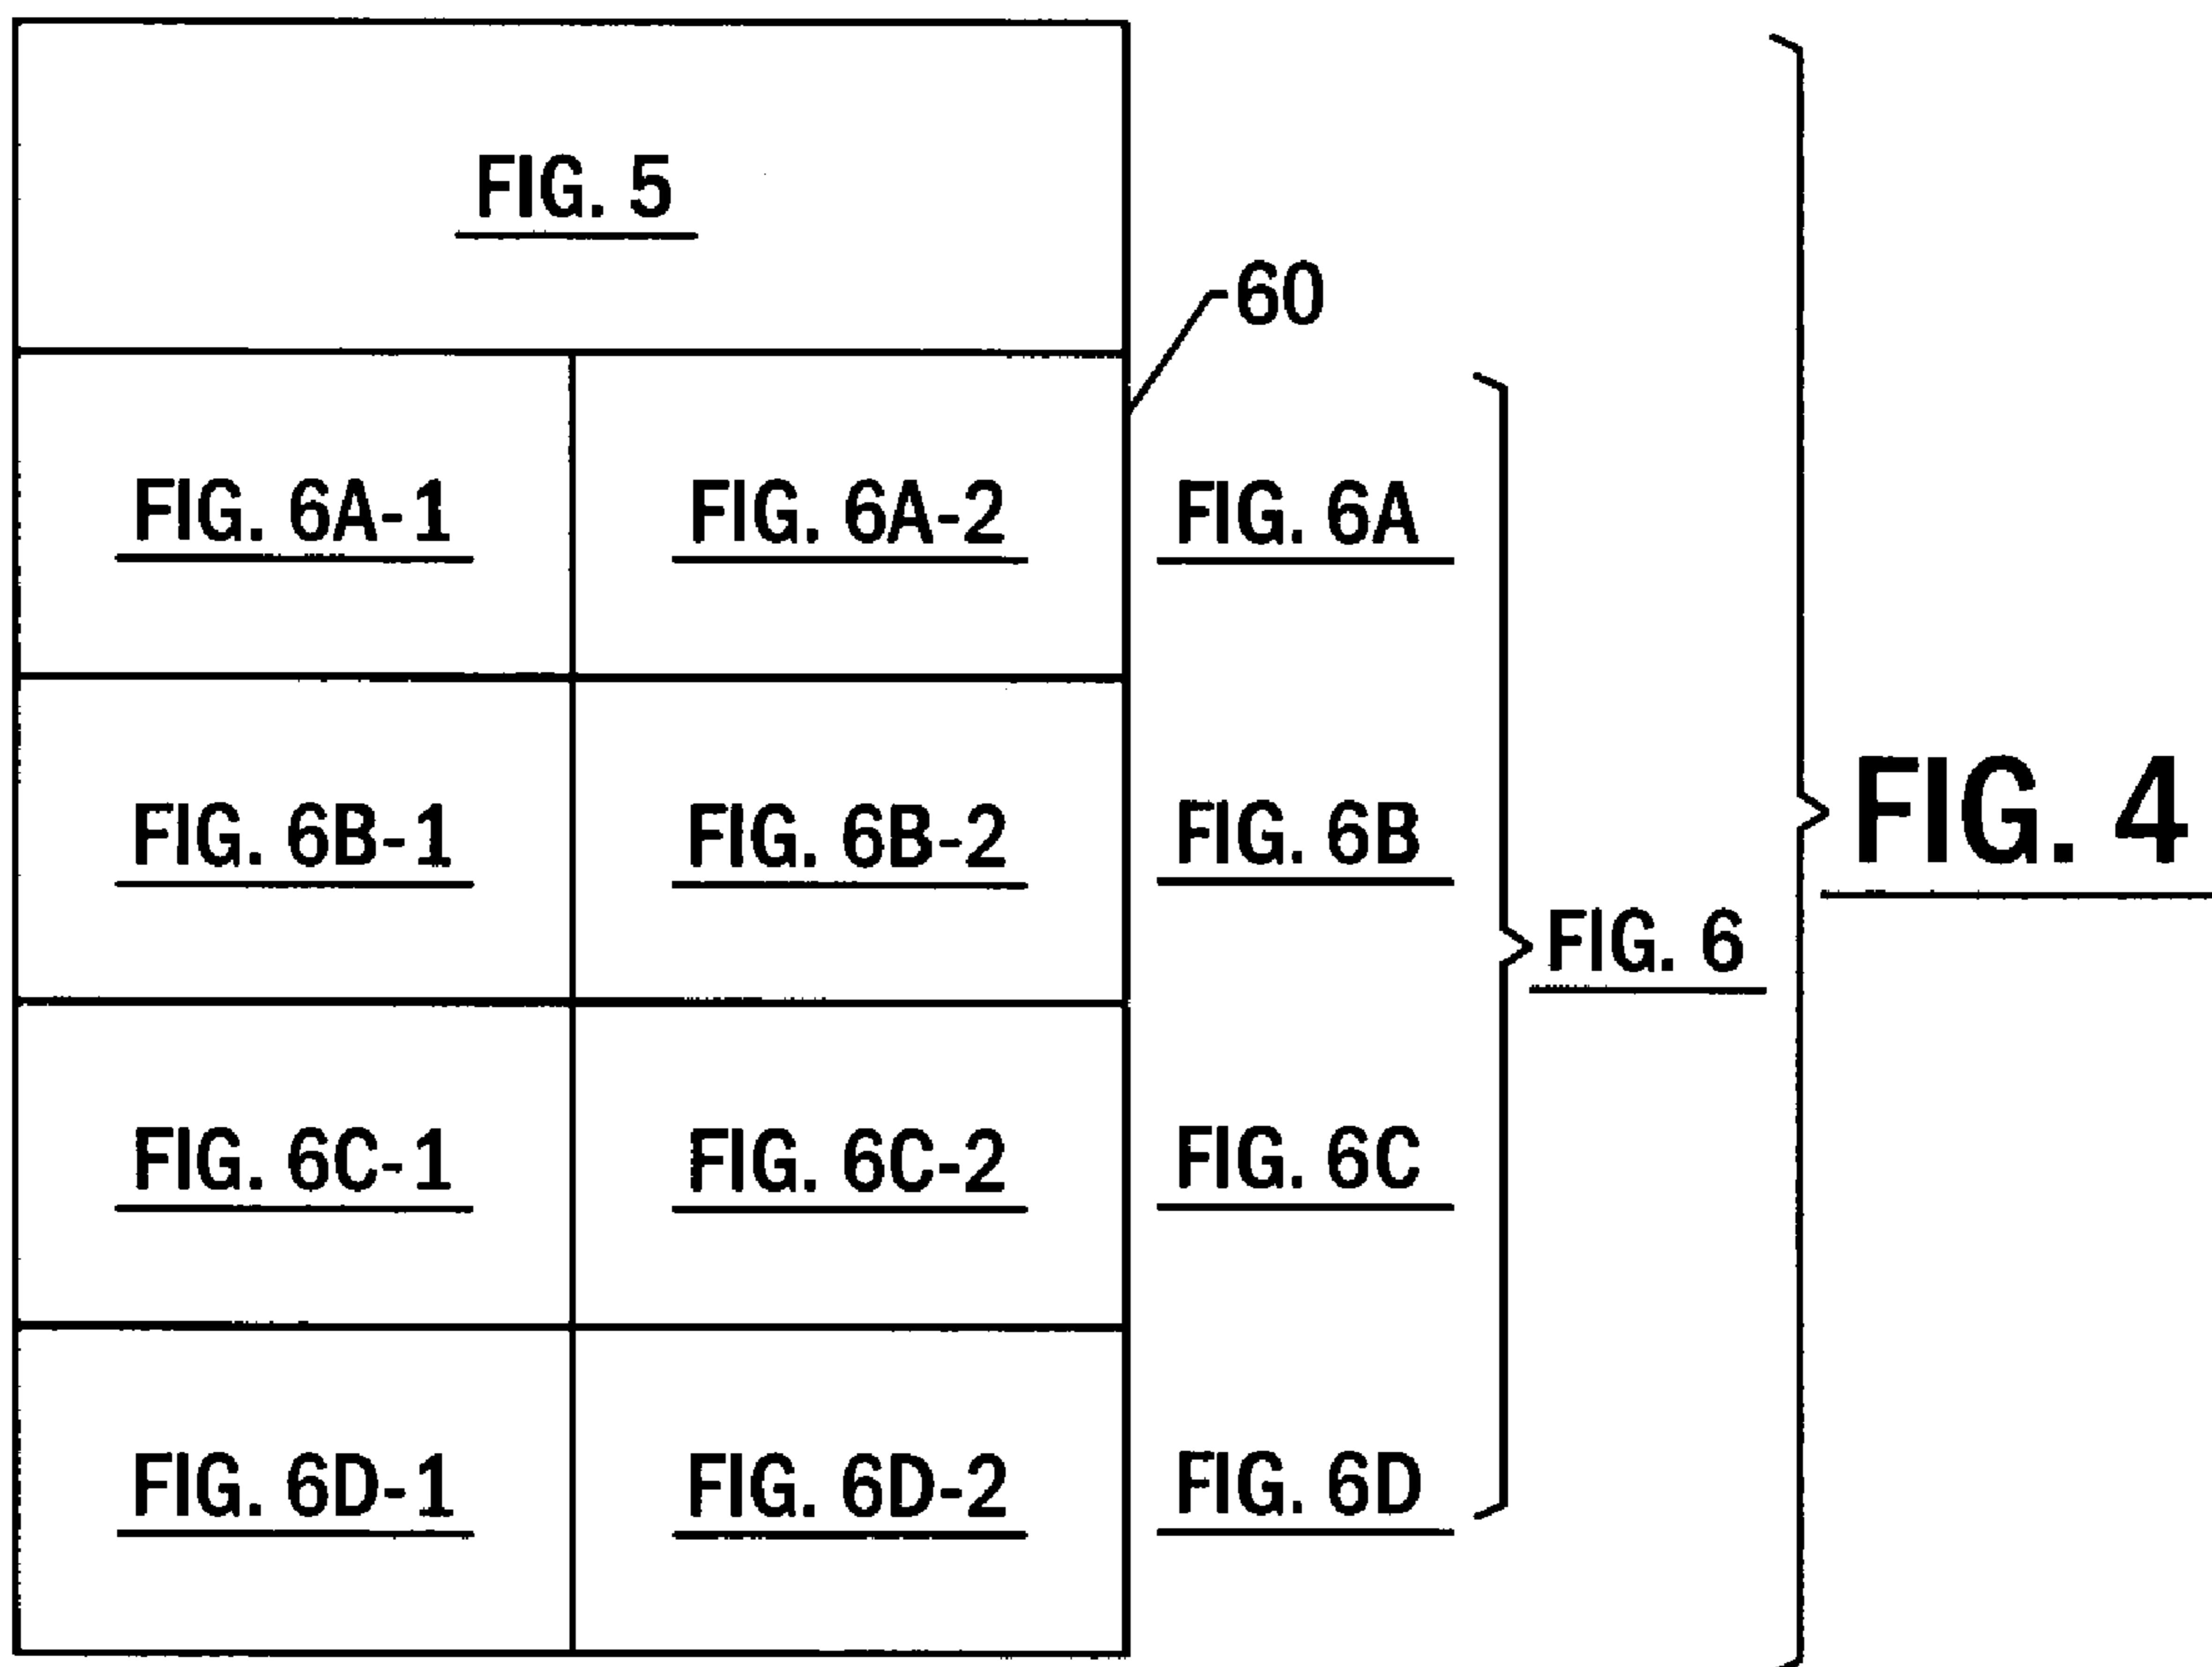 FIG. 5
60
FIG. 6A-1 FIG. 6A-2 FIG. 6A
FIG. 6B-1 FIG. 6B-2 FIG. 6B
FIG. 4
FIG. 6
FIG. 6C-1 FIG. 6C-2 FIG. 6C
FIG. 6D-1 FIG. 6D-2 FIG. 6D